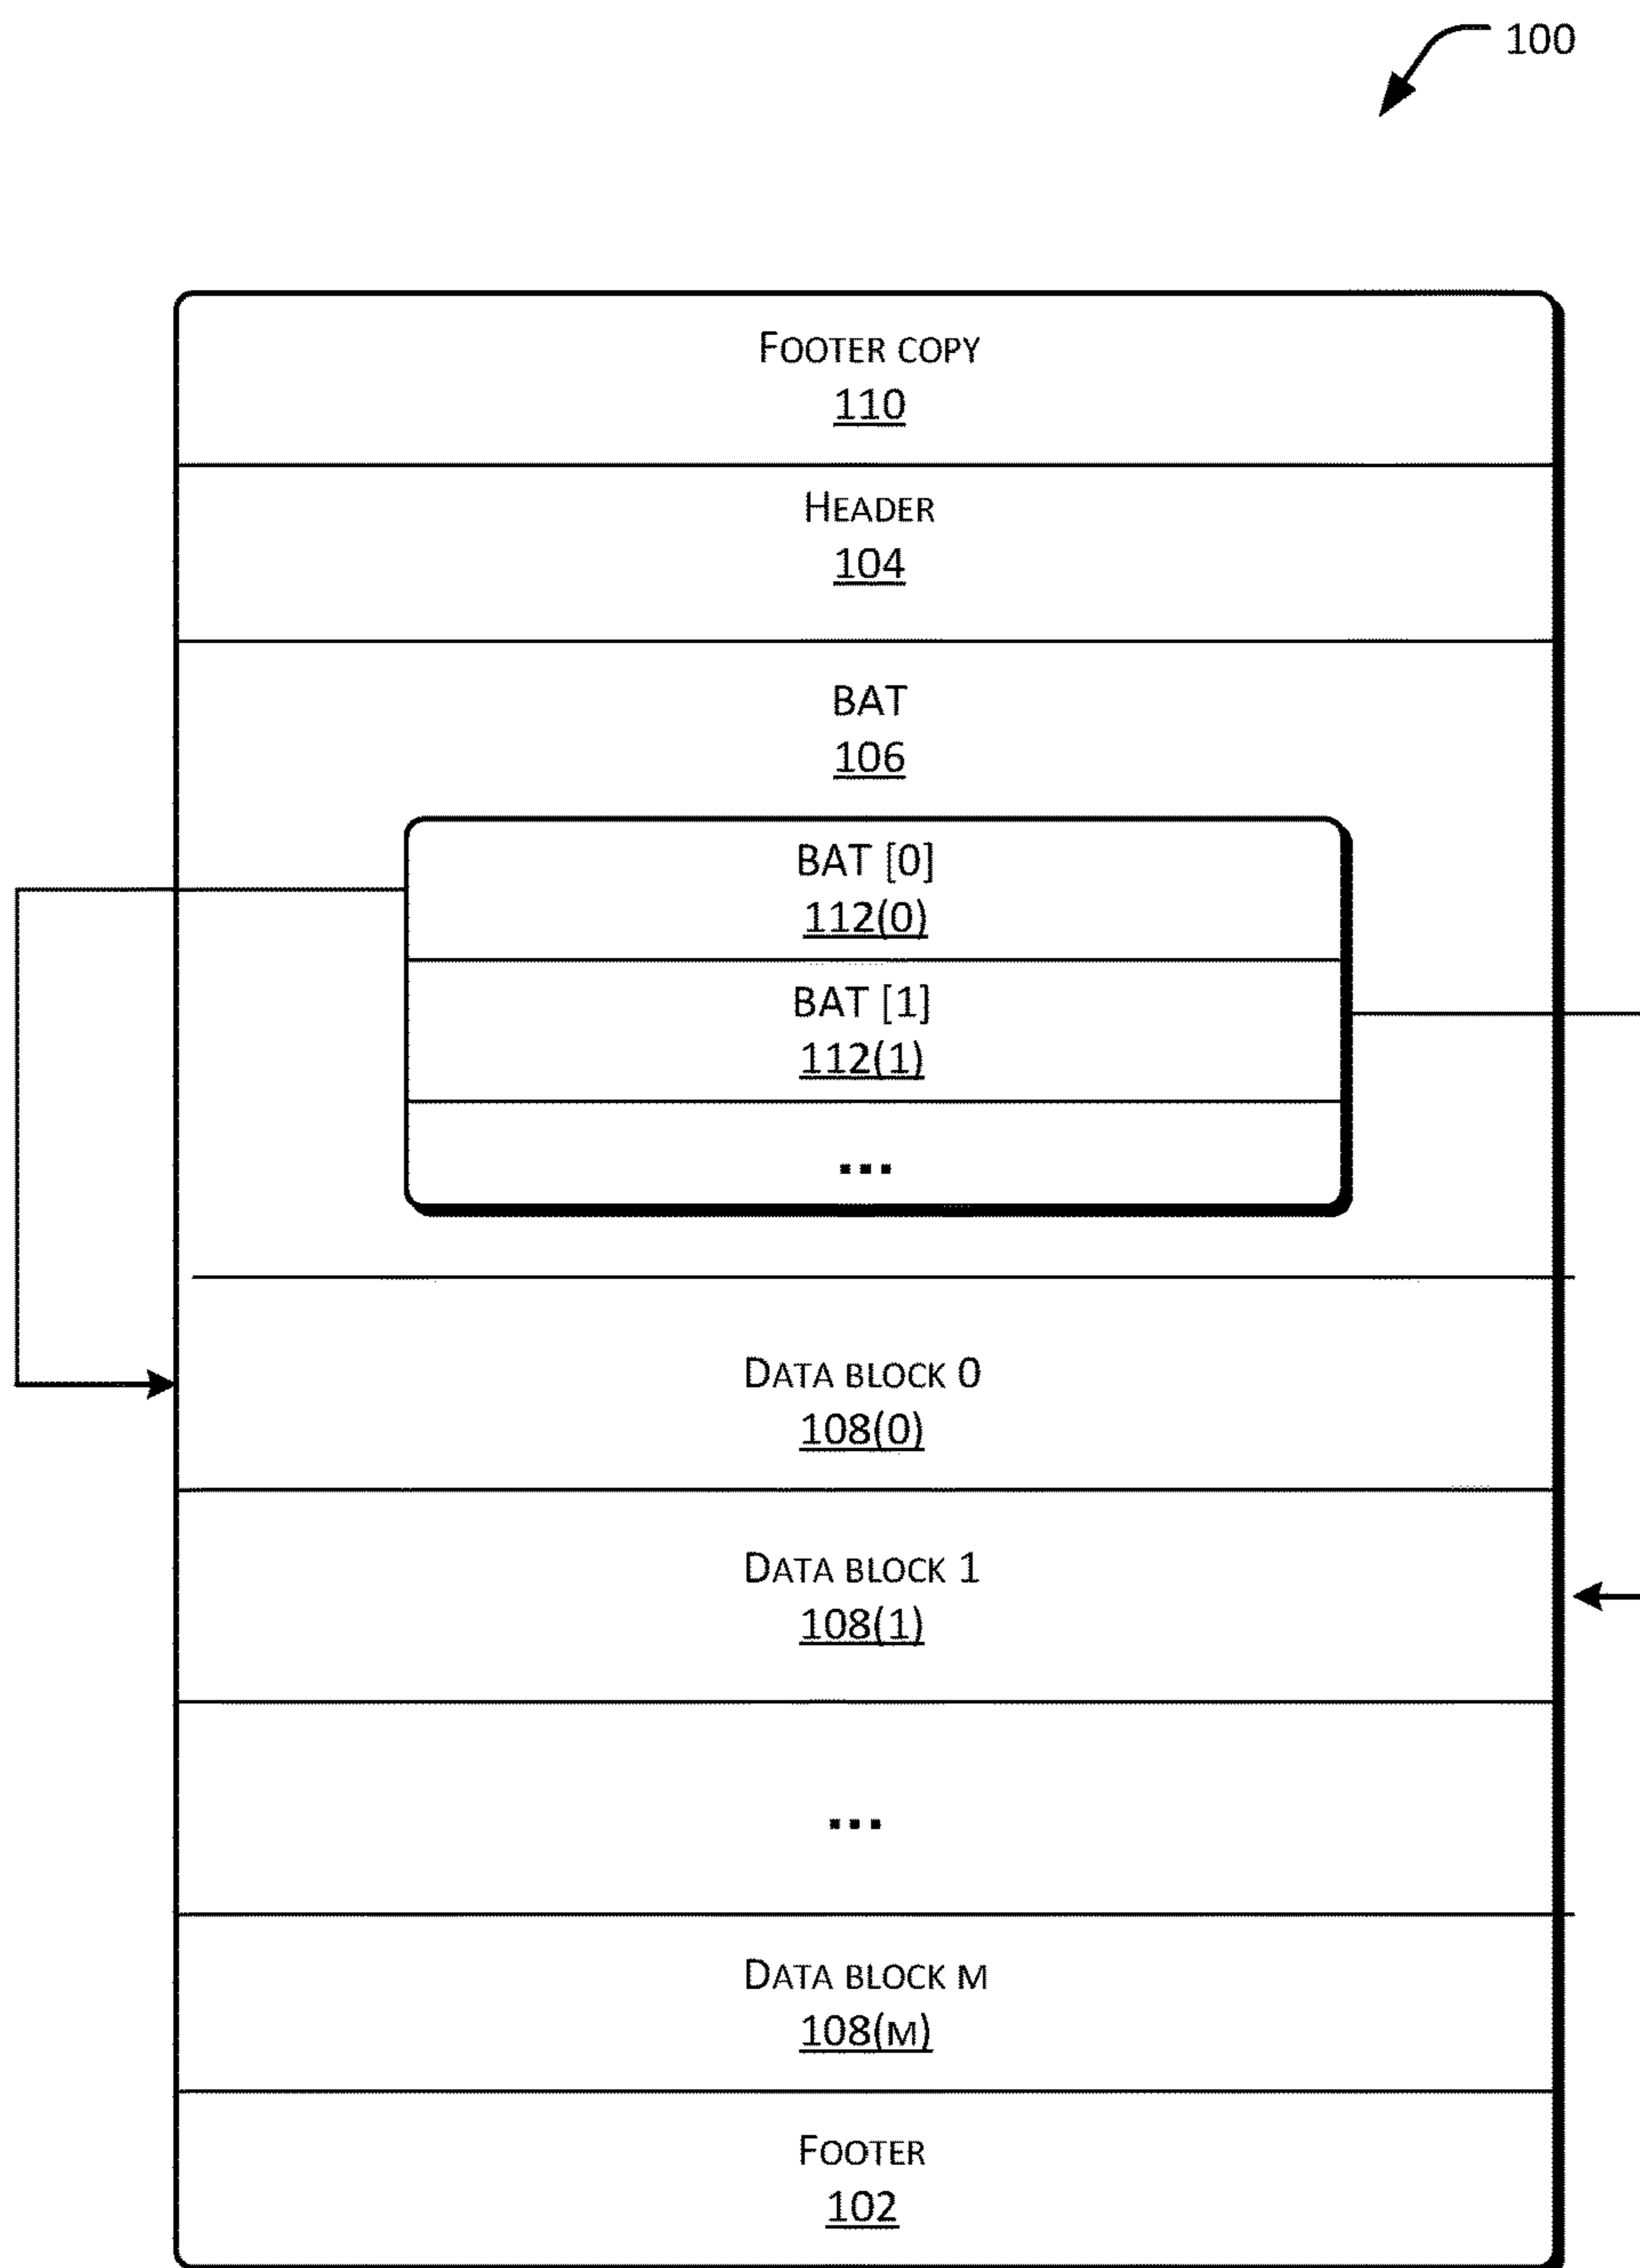 100
FOOTER COPY
110
HEADER
104
BAT
106
BAT [0]
112(0)
BAT [1]
112(1)
...
DATA BLOCK 0
108(0)
DATA BLOCK 1
108(1)
...
DATA BLOCK M
108(M)
FOOTER
102